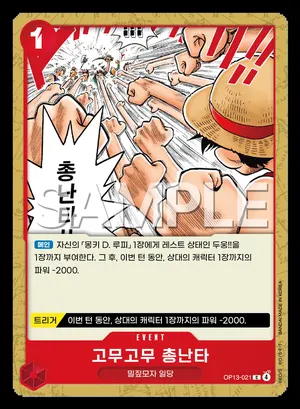 1
총난타!!
SAMPLE
메인 자신의 「몽키 D. 루피」 1장에게 레스트 상태인 두웅!!을
1장까지 부여한다. 그 후, 이번 턴 동안, 상대의 캐릭터 1장까지의
파워 -2000.
트리거 이번 턴 동안, 상대의 캐릭터 1장까지의 파워 -2000.
EVENT
고무고무 총난타
밀짚모자 일당
OP13-021